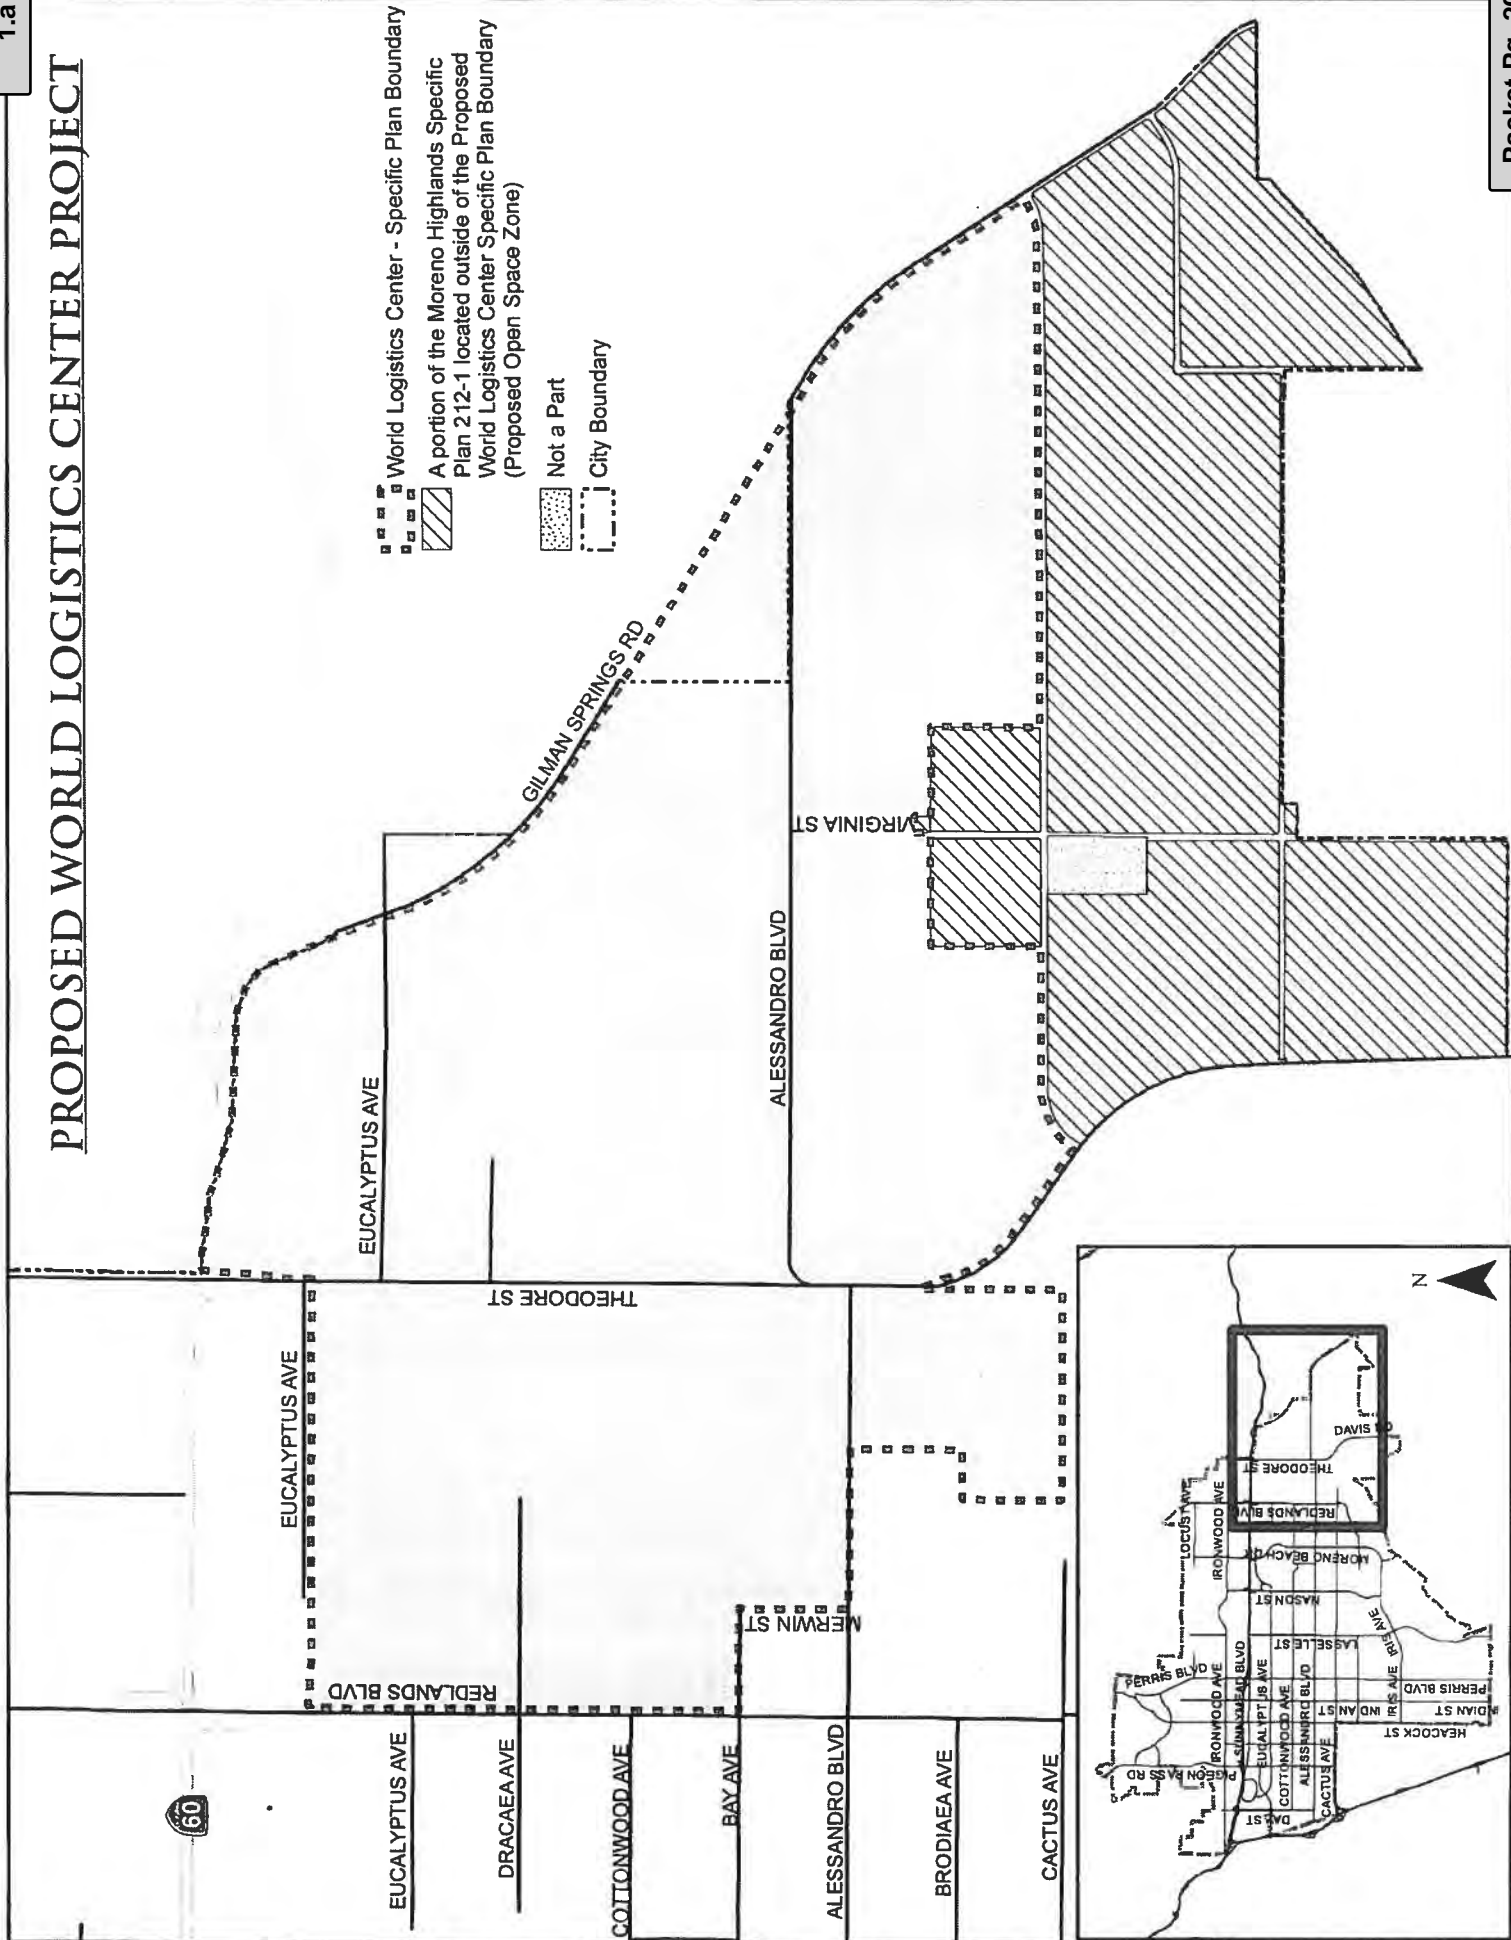 1.a
PROPOSED WORLD LOGISTICS CENTER PROJECT
World Logistics Center - Specific Plan Boundary
A portion of the Moreno Highlands Specific
Plan 212-1 located outside of the Proposed
World Logistics Center Specific Plan Boundary
(Proposed Open Space Zone)
Not a Part
City Boundary
60
GILMAN SPRINGS RD
EUCALYPTUS AVE
EUCALYPTUS AVE
THEODORE ST
ALESSANDRO BLVD
VIRGINIA ST
REDLANDS BLVD
MERWIN ST
EUCALYPTUS AVE
DRACAEA AVE
COTTONWOOD AVE
BAY AVE
ALESSANDRO BLVD
BRODIAEA AVE
CACTUS AVE
N
LOCUST AVE
IRONWOOD AVE
THEODORE ST
DAVIS RD
REDLANDS BLVD
MORENO BEACH DR
NASON ST
LASSELLE ST
IRIS AVE
PERRIS BLVD
PERRIS BLVD
IRONWOOD AVE
SUNNYMEAD BLVD
EUCALYPTUS AVE
COTTONWOOD AVE
ALESSANDRO BLVD
CACTUS AVE
IRIS AVE
INDIAN ST
INDIAN ST
HEACOCK ST
PIGEON PASS RD
DAY ST